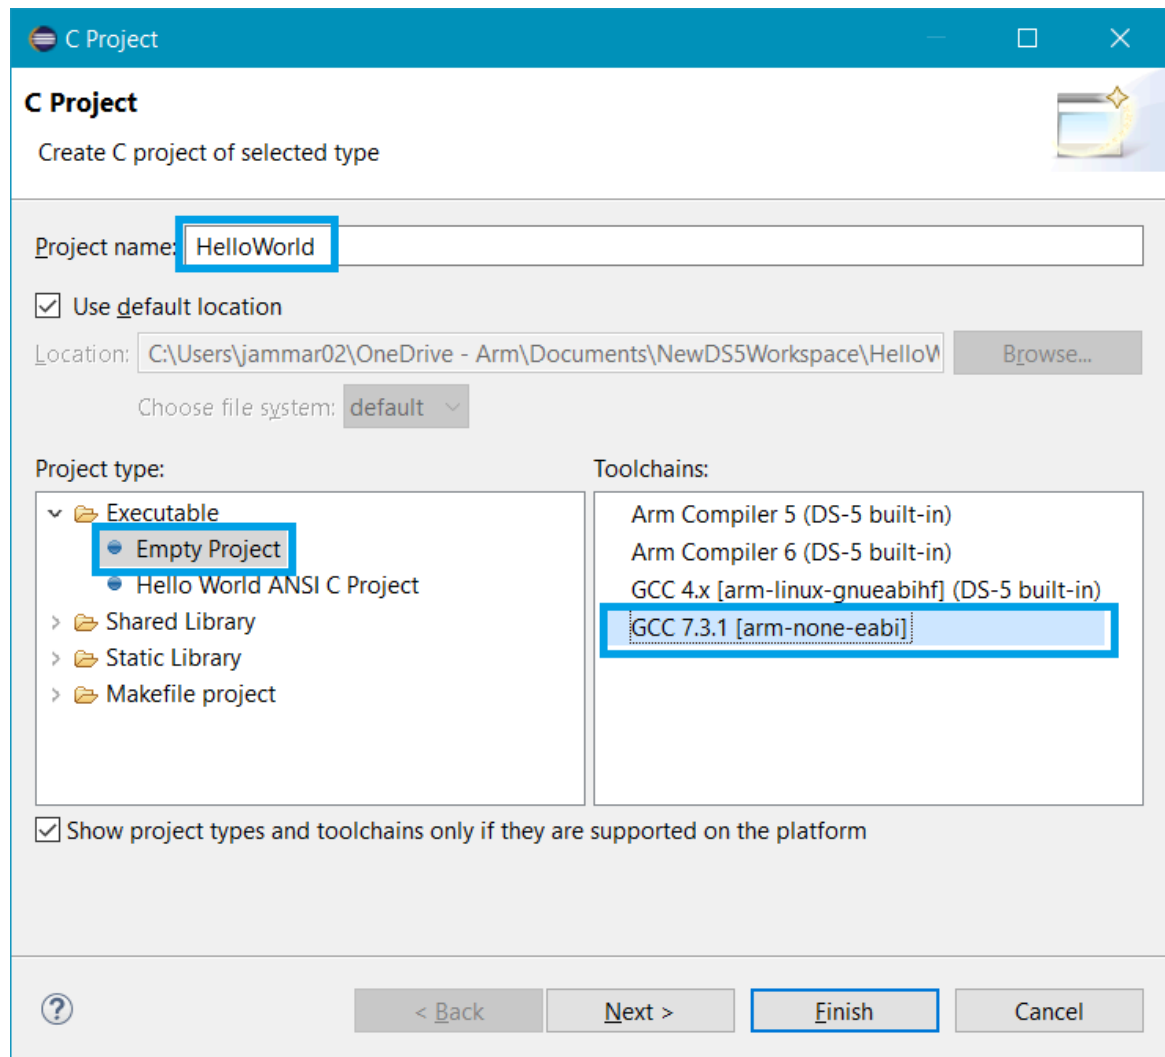 C Project
C Project
Create C project of selected type
Project name: HelloWorld
Use default location
Location: C:\Users\jammar02\OneDrive - Arm\Documents\NewDS5Workspace\HelloW Browse...
Choose file system: default
Project type:
Executable
Empty Project
Hello World ANSI C Project
Shared Library
Static Library
Makefile project
Toolchains:
Arm Compiler 5 (DS-5 built-in)
Arm Compiler 6 (DS-5 built-in)
GCC 4.x [arm-linux-gnueabihf] (DS-5 built-in)
GCC 7.3.1 [arm-none-eabi]
Show project types and toolchains only if they are supported on the platform
? < Back Next > Finish Cancel